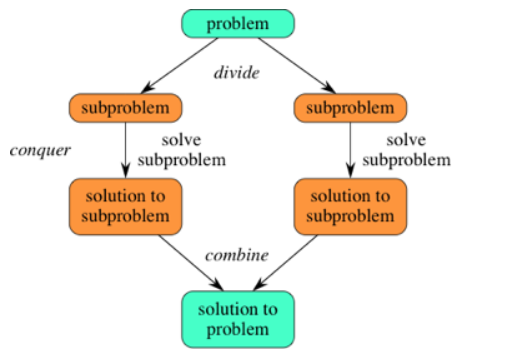 problem
divide
subproblem
subproblem
conquer
solve
subproblem
solve
subproblem
solution to
subproblem
solution to
subproblem
combine
solution to
problem